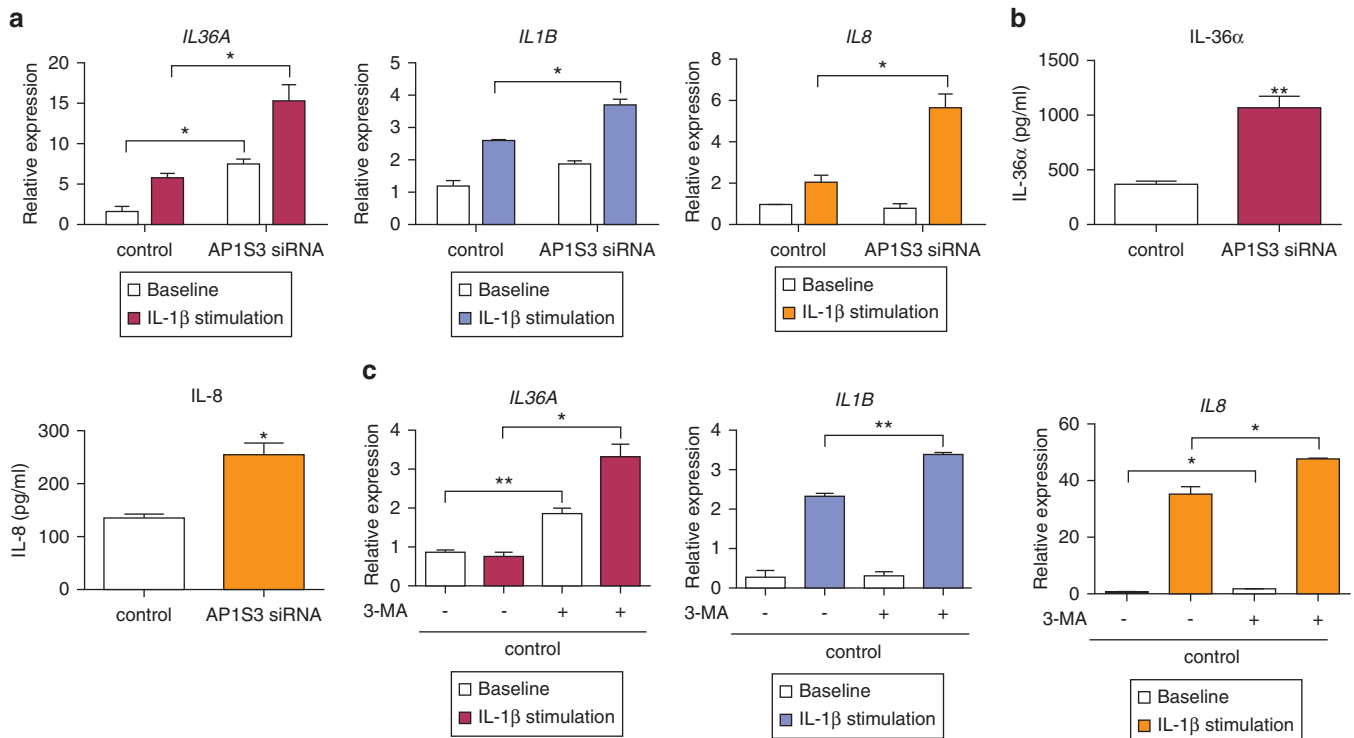 a
IL36A
*
*
Relative expression
20
15
10
5
0
control AP1S3 siRNA
Baseline
IL-1β stimulation
IL1B
*
Relative expression
5
4
3
2
1
0
control AP1S3 siRNA
Baseline
IL-1β stimulation
IL8
*
Relative expression
8
6
4
2
0
control AP1S3 siRNA
Baseline
IL-1β stimulation
b
IL-36α
**
IL-36α (pg/ml)
1500
1000
500
0
control AP1S3 siRNA
IL-8
*
IL-8 (pg/ml)
300
200
100
0
control AP1S3 siRNA
c
IL36A
*
**
Relative expression
4
3
2
1
0
3-MA - - + +
control
Baseline
IL-1β stimulation
IL1B
**
Relative expression
4
3
2
1
0
3-MA - - + +
control
Baseline
IL-1β stimulation
IL8
*
*
Relative expression
60
40
20
0
3-MA - - + +
control
Baseline
IL-1β stimulation